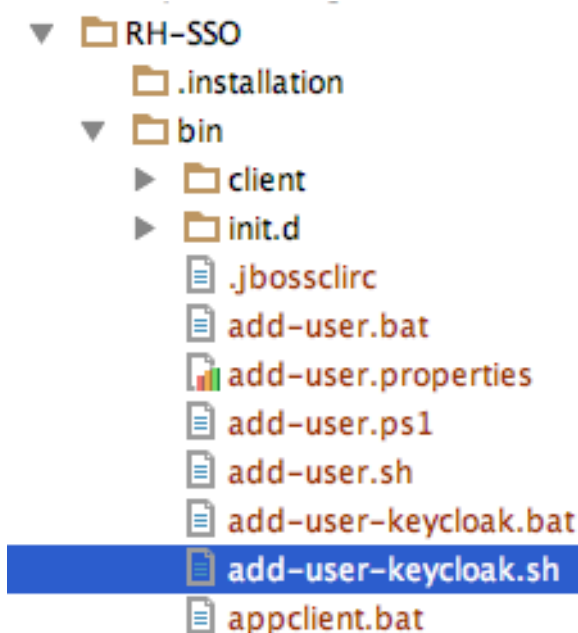 RH-SSO
.installation
bin
client
init.d
.jbossclirc
add-user.bat
add-user.properties
add-user.ps1
add-user.sh
add-user-keycloak.bat
add-user-keycloak.sh
appclient.bat